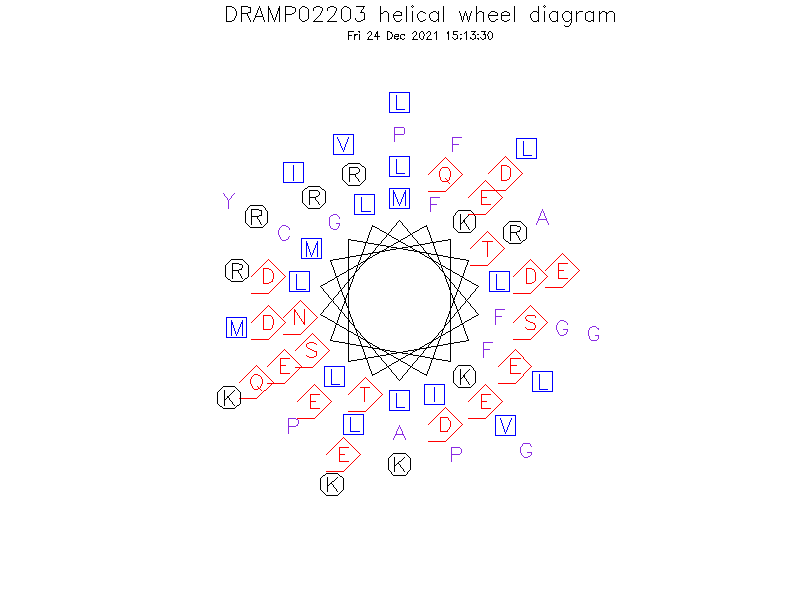 DRAMP02203 helical wheel diagram
Fri 24 Dec 2021 15:13:30
L
P
V F L
L
I R Q D
Y R L M F E
R G K A
C R
M T
R D L L D E
M D N F S G G
S F
E E
Q L K L
K E T L I E
P L A D V
E P G
K
K